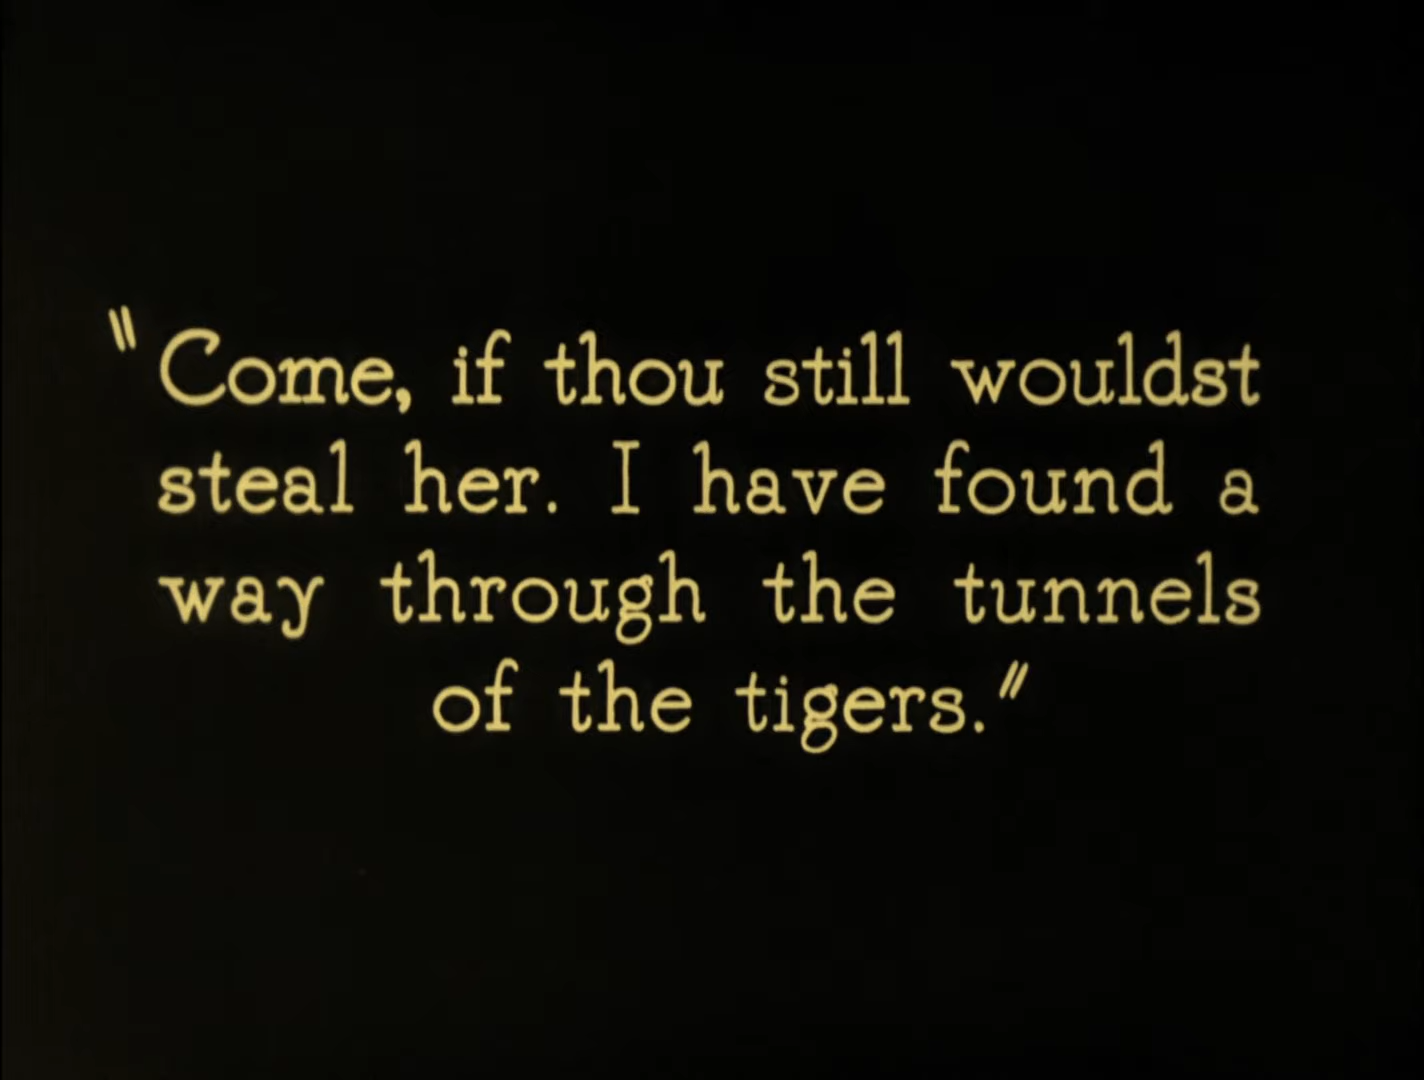 "Come, if thou still wouldst
steal her. I have found a
way through the tunnels
of the tigers."